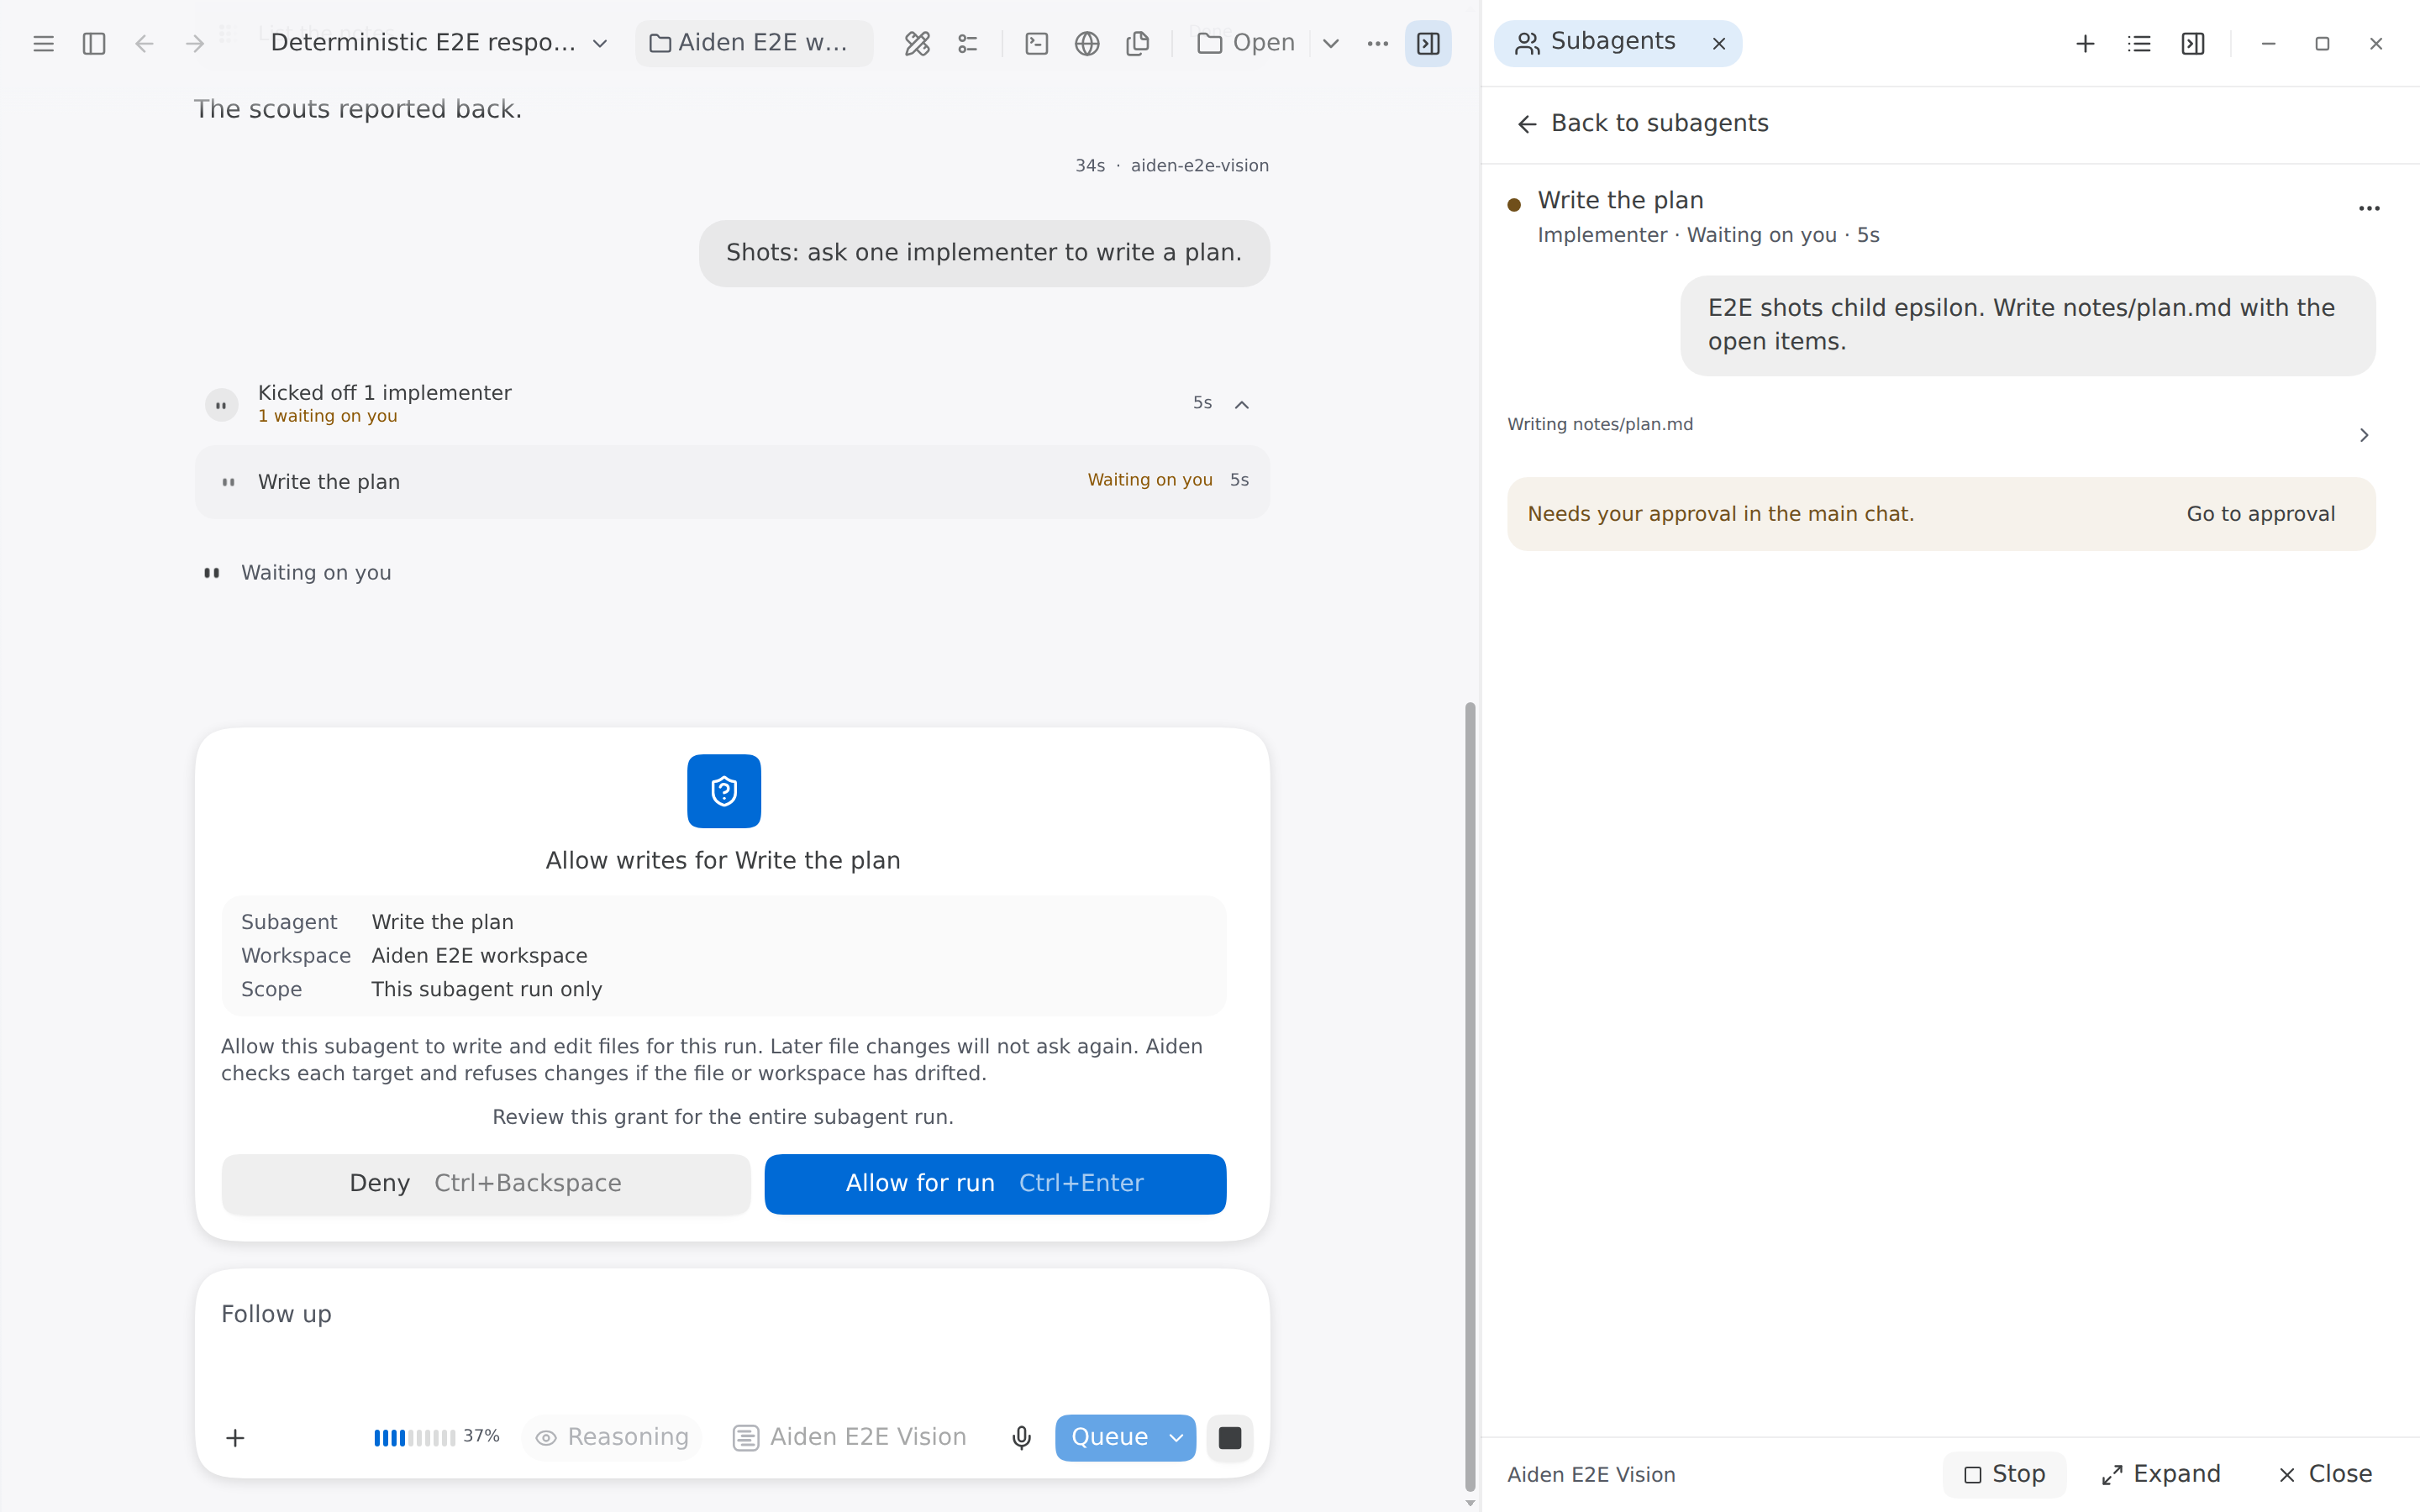 Deterministic E2E respo...
Aiden E2E w...
Open
Subagents
The scouts reported back.
34s · aiden-e2e-vision
Shots: ask one implementer to write a plan.
Kicked off 1 implementer
1 waiting on you
5s
Write the plan
Waiting on you 5s
Waiting on you
Allow writes for Write the plan
Subagent Write the plan
Workspace Aiden E2E workspace
Scope This subagent run only
Allow this subagent to write and edit files for this run. Later file changes will not ask again. Aiden
checks each target and refuses changes if the file or workspace has drifted.
Review this grant for the entire subagent run.
Deny Ctrl+Backspace
Allow for run Ctrl+Enter
Follow up
37%
Reasoning
Aiden E2E Vision
Queue
Back to subagents
Write the plan
Implementer · Waiting on you · 5s
E2E shots child epsilon. Write notes/plan.md with the
open items.
Writing notes/plan.md
Needs your approval in the main chat.
Go to approval
Aiden E2E Vision
Stop
Expand
Close